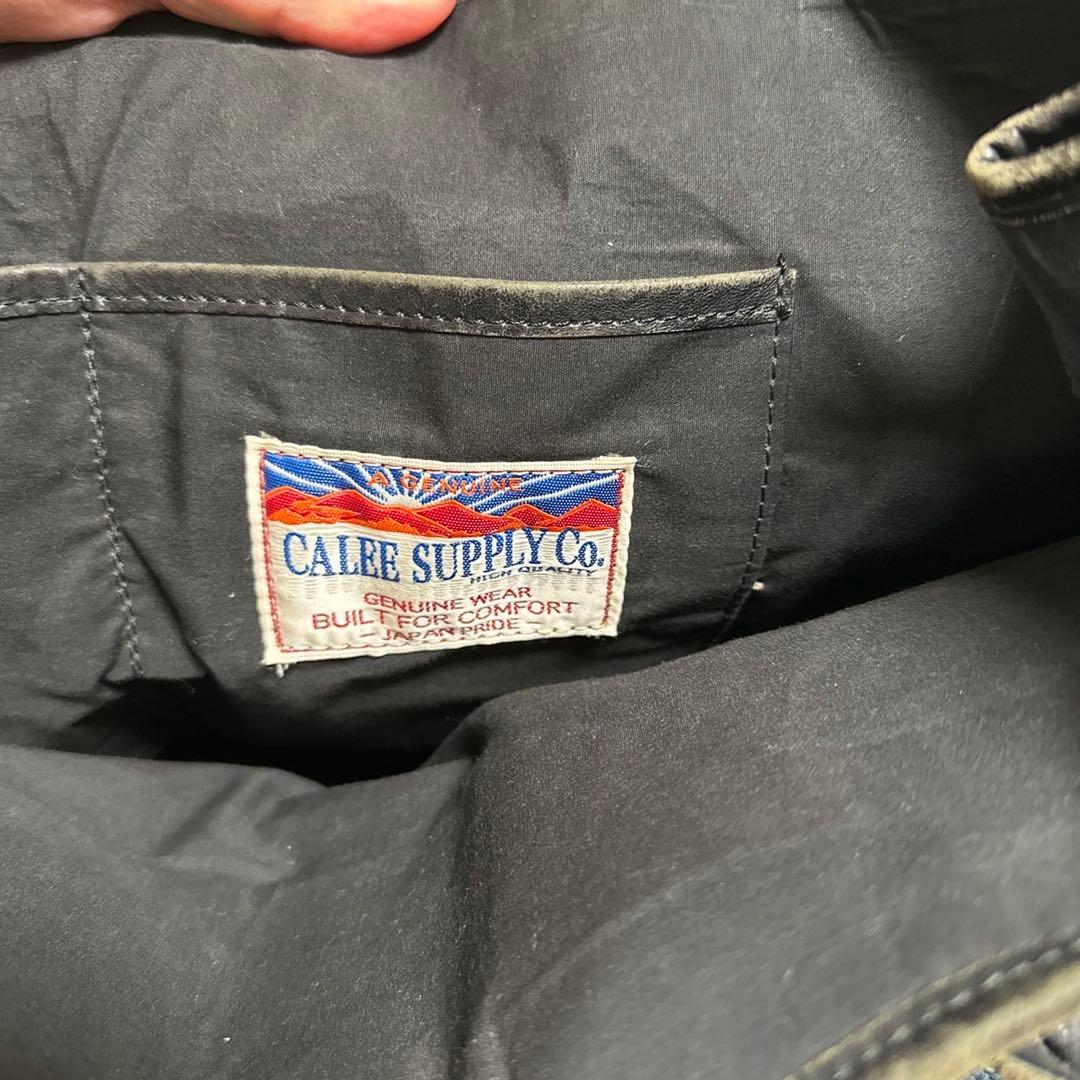 A GENUINE
CALEE SUPPLY Co.
HIGH QUALITY
GENUINE WEAR
BUILT FOR COMFORT
- JAPAN PRIDE -